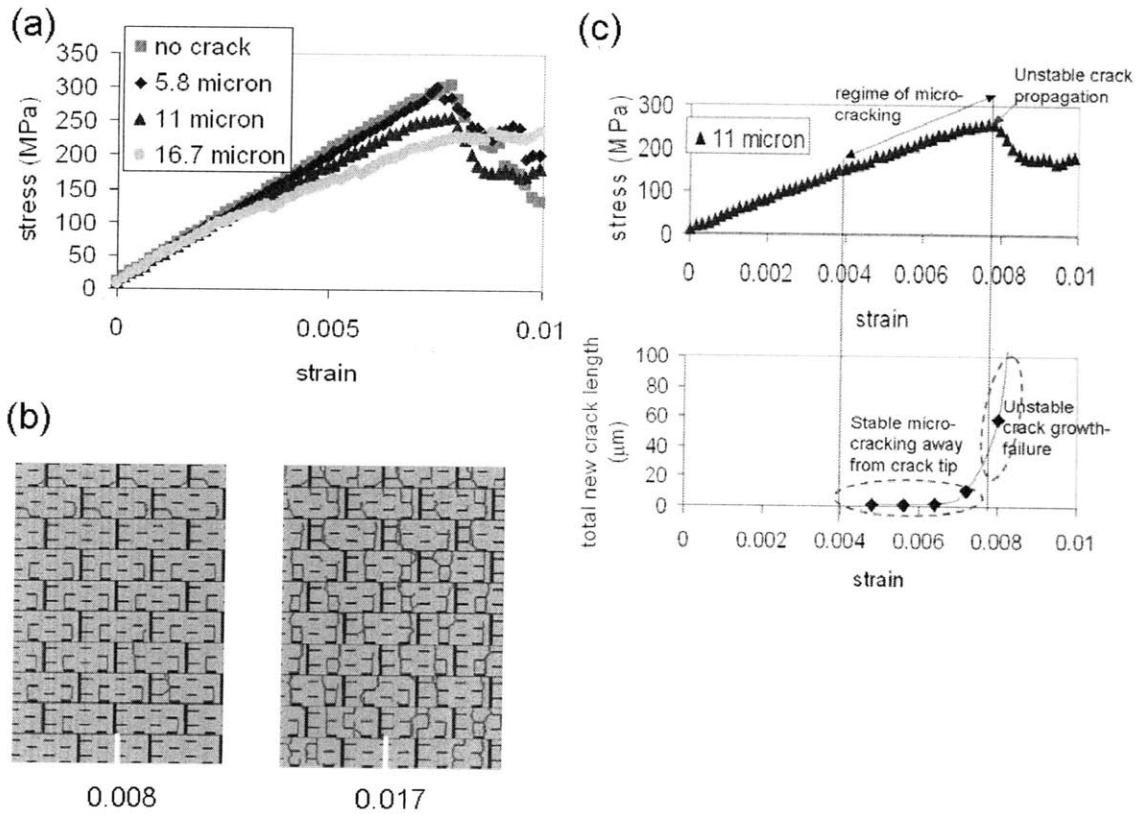 (a)
no crack
5.8 micron
11 micron
16.7 micron
350
300
250
200
150
100
50
0
stress (MPa)
0
0.005
0.01
strain
(b)
0.008
0.017
(c)
regime of micro-
cracking
Unstable crack
propagation
11 micron
300
200
100
0
stress (MPa)
0
0.002
0.004
0.006
0.008
0.01
strain
100
80
60
40
20
0
total new crack length
(μm)
Stable micro-
cracking away
from crack tip
Unstable
crack growth-
failure
0
0.002
0.004
0.006
0.008
0.01
strain